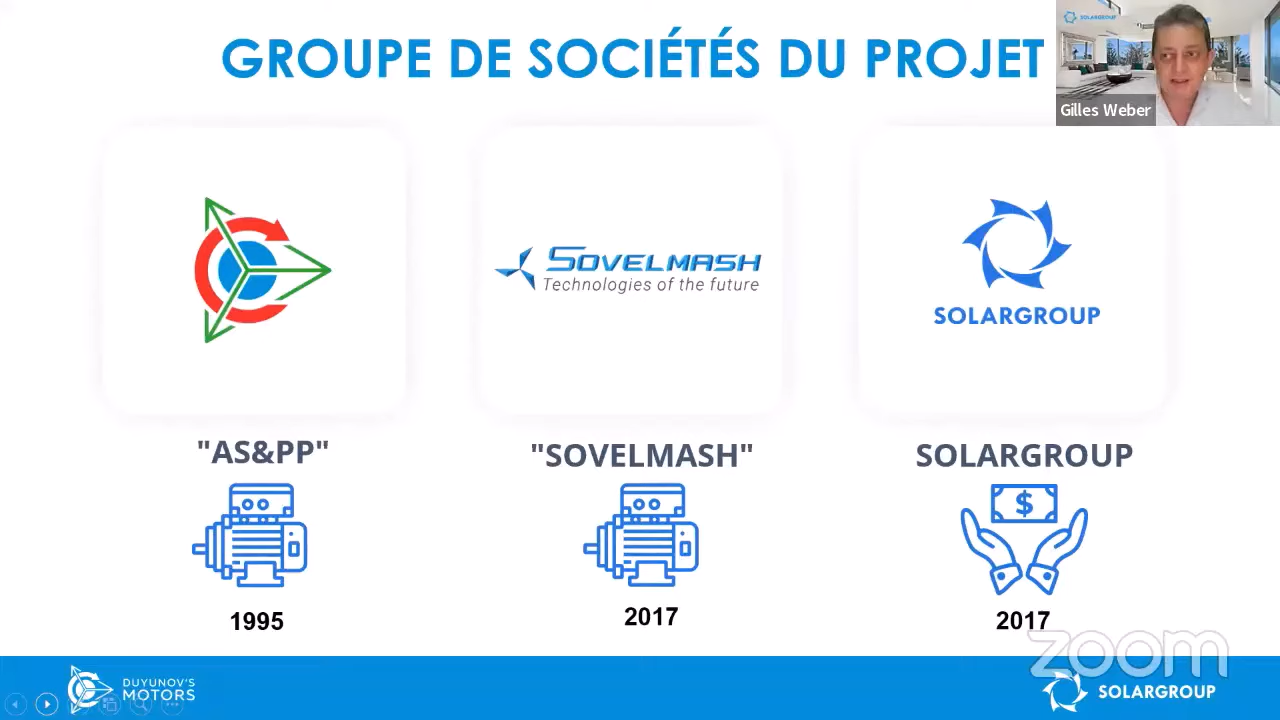 GROUPE DE SOCIÉTÉS DU PROJET
SOLARGROUP
Gilles Weber
SOVELMASH
Technologies of the future
SOLARGROUP
"AS&PP"
"SOVELMASH"
SOLARGROUP
$
1995
2017
2017
zoom
DUYUNOV'S
MOTORS
SOLARGROUP